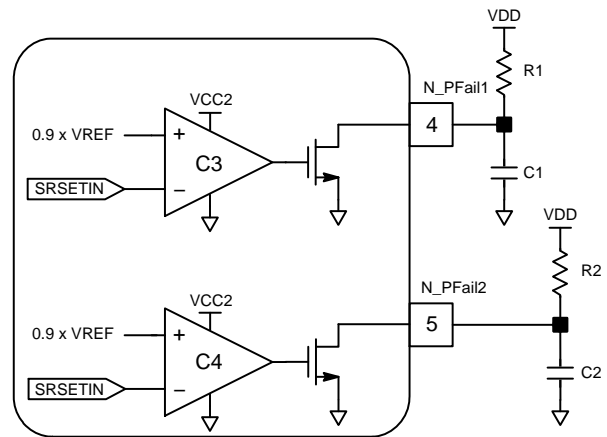 VDD
R1
N_PFail1
4
C1
VCC2
0.9 x VREF
+
C3
SRSETIN
−
VDD
R2
N_PFail2
5
C2
VCC2
0.9 x VREF
+
C4
SRSETIN
−